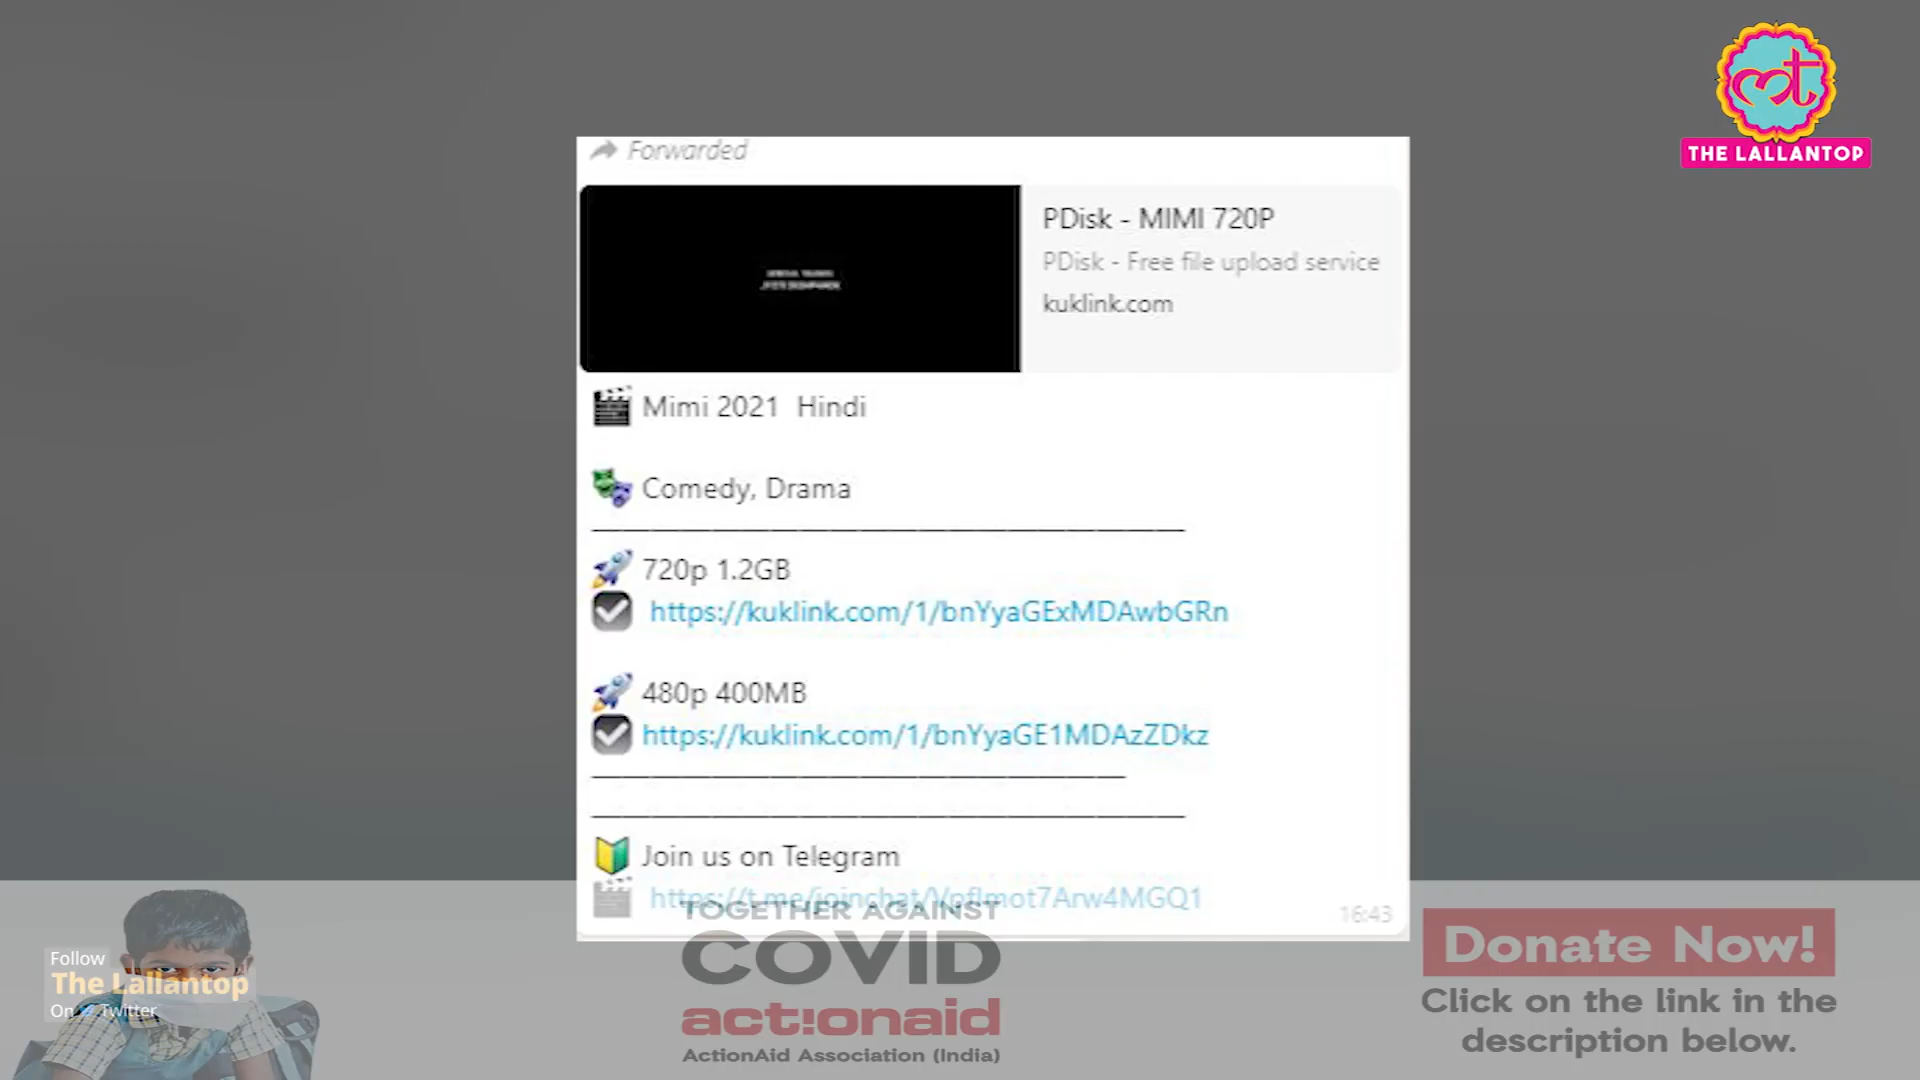 THE LALLANTOP
Forwarded
PDisk - MIMI 720P
PDisk - Free file upload service
kuklink.com
Mimi 2021 Hindi
Comedy, Drama
720p 1.2GB
https://kuklink.com/1/bnYyaGExMDAwbGRn
480p 400MB
https://kuklink.com/1/bnYyaGE1MDAzZDkz
Join us on Telegram
16:43
TOGETHER AGAINST
COVID
act!onaid
ActionAid Association (India)
Follow
The Lallantop
On Twitter
Donate Now!
Click on the link in the
description below.